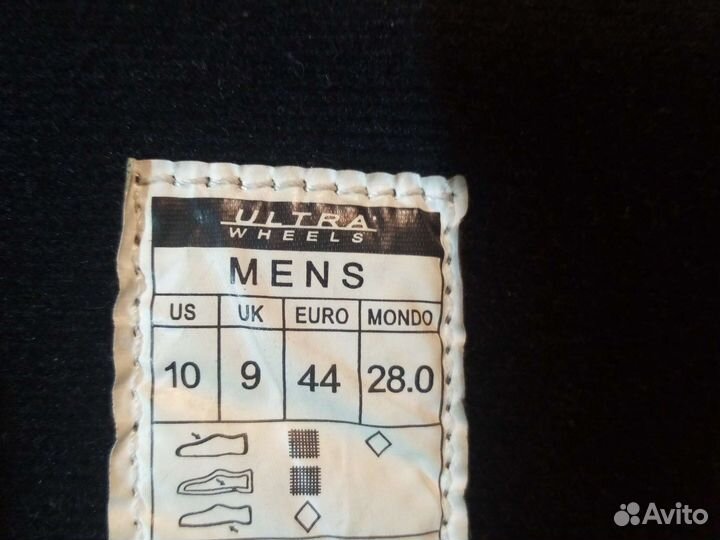 ULTRA
WHEELS
MENS
US UK EURO MONDO
10 9 44 28.0
Avito